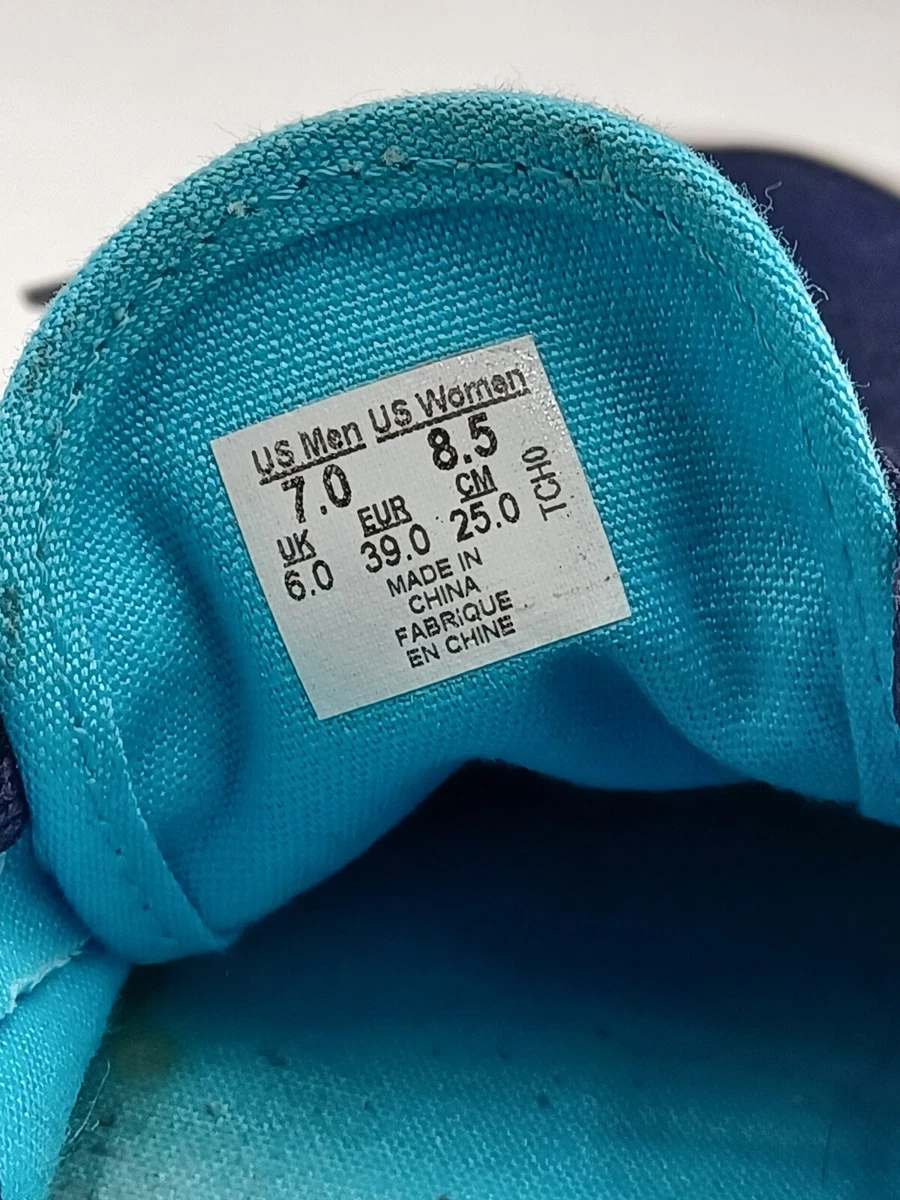 US Men US Women
7.0 8.5
UK EUR CM
6.0 39.0 25.0
TCH0
MADE IN
CHINA
FABRIQUE
EN CHINE